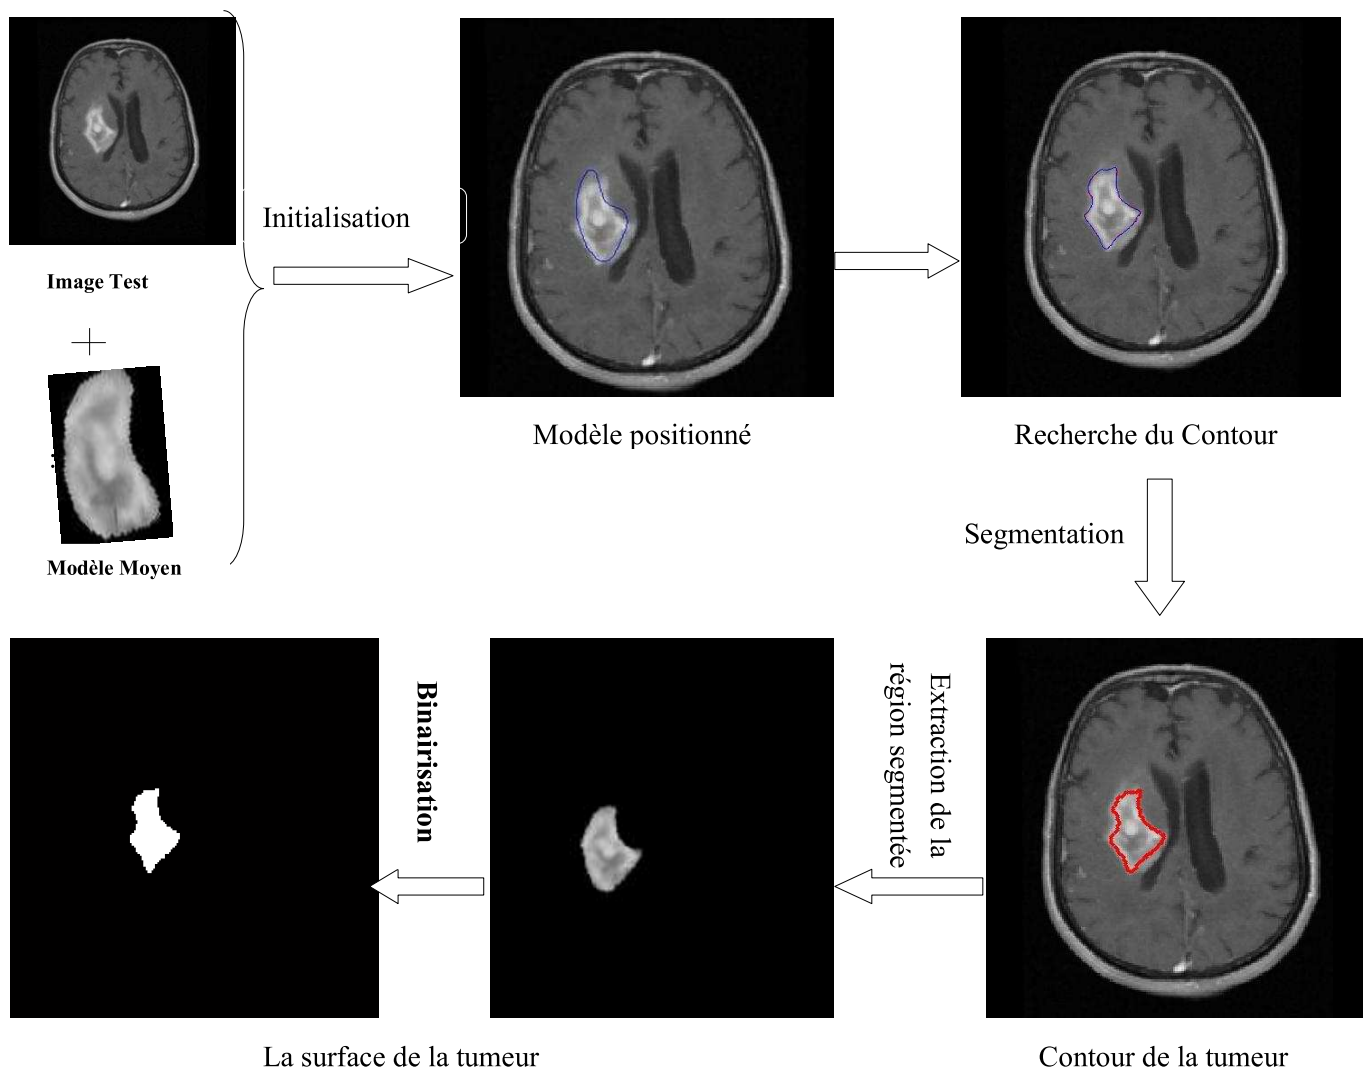 Image Test
Modèle Moyen
Initialisation
Modèle positionné
Recherche du Contour
Segmentation
Contour de la tumeur
Extraction de la
région segmentée
Binairisation
La surface de la tumeur